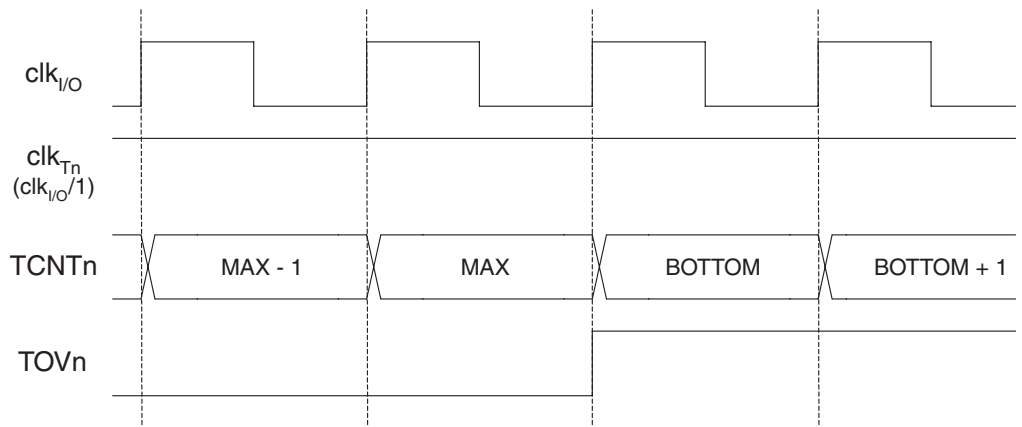 clkI/O
clkTn
(clkI/O/1)
TCNTn
MAX - 1
MAX
BOTTOM
BOTTOM + 1
TOVn